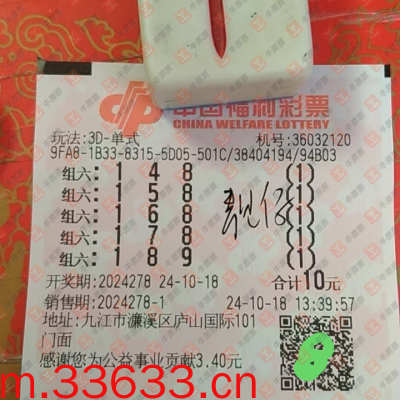 中国福利彩票
CHINA WELFARE LOTTERY
玩法:3D-单式 机号:36032120
9FA8-1B33-8315-5D05-501C/38404194/94B03
组六: 1 4 8 (1)
组六: 1 5 8 (1)
组六: 1 6 8 (1)
组六: 1 7 8 (1)
组六: 1 8 9 (1)
开奖期:2024278 24-10-18 合计10元
销售期:2024278-1 24-10-18 13:39:57
地址:九江市濂溪区庐山国际101
门面
感谢您为公益事业贡献3.40元
m.33633.cn